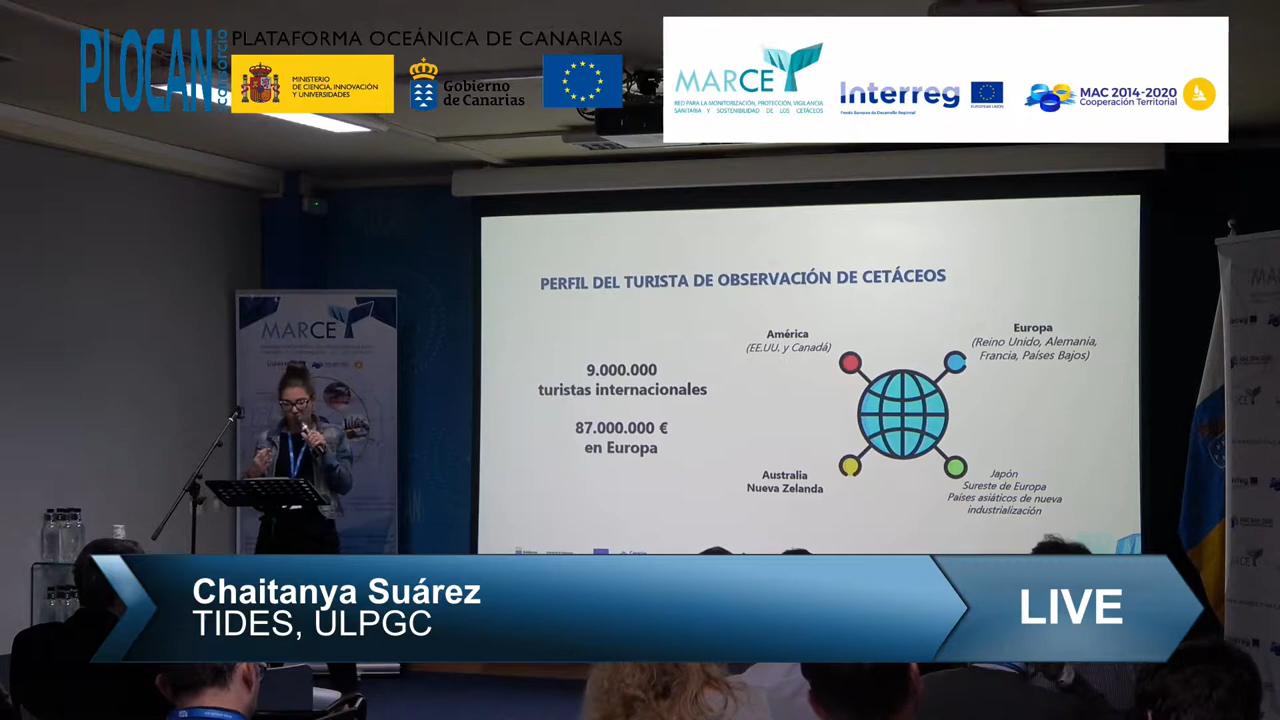 PLOCAN
consorcio
PLATAFORMA OCEÁNICA DE CANARIAS
MINISTERIO
DE CIENCIA, INNOVACIÓN
Y UNIVERSIDADES
Gobierno
de Canarias
MARCET
RED PARA LA MONITORIZACIÓN, PROTECCIÓN, VIGILANCIA
SANITARIA Y SOSTENIBILIDAD DE LOS CETÁCEOS
Interreg
EUROPEAN UNION
Fondo Europeo de Desarrollo Regional
MAC 2014-2020
Cooperación Territorial
PERFIL DEL TURISTA DE OBSERVACIÓN DE CETÁCEOS
América
(EE.UU. y Canadá)
Europa
(Reino Unido, Alemania,
Francia, Países Bajos)
9.000.000
turistas internacionales
87.000.000 €
en Europa
Australia
Nueva Zelanda
Japón
Sureste de Europa
Países asiáticos de nueva
industrialización
MARCET
Chaitanya Suárez
TIDES, ULPGC
LIVE